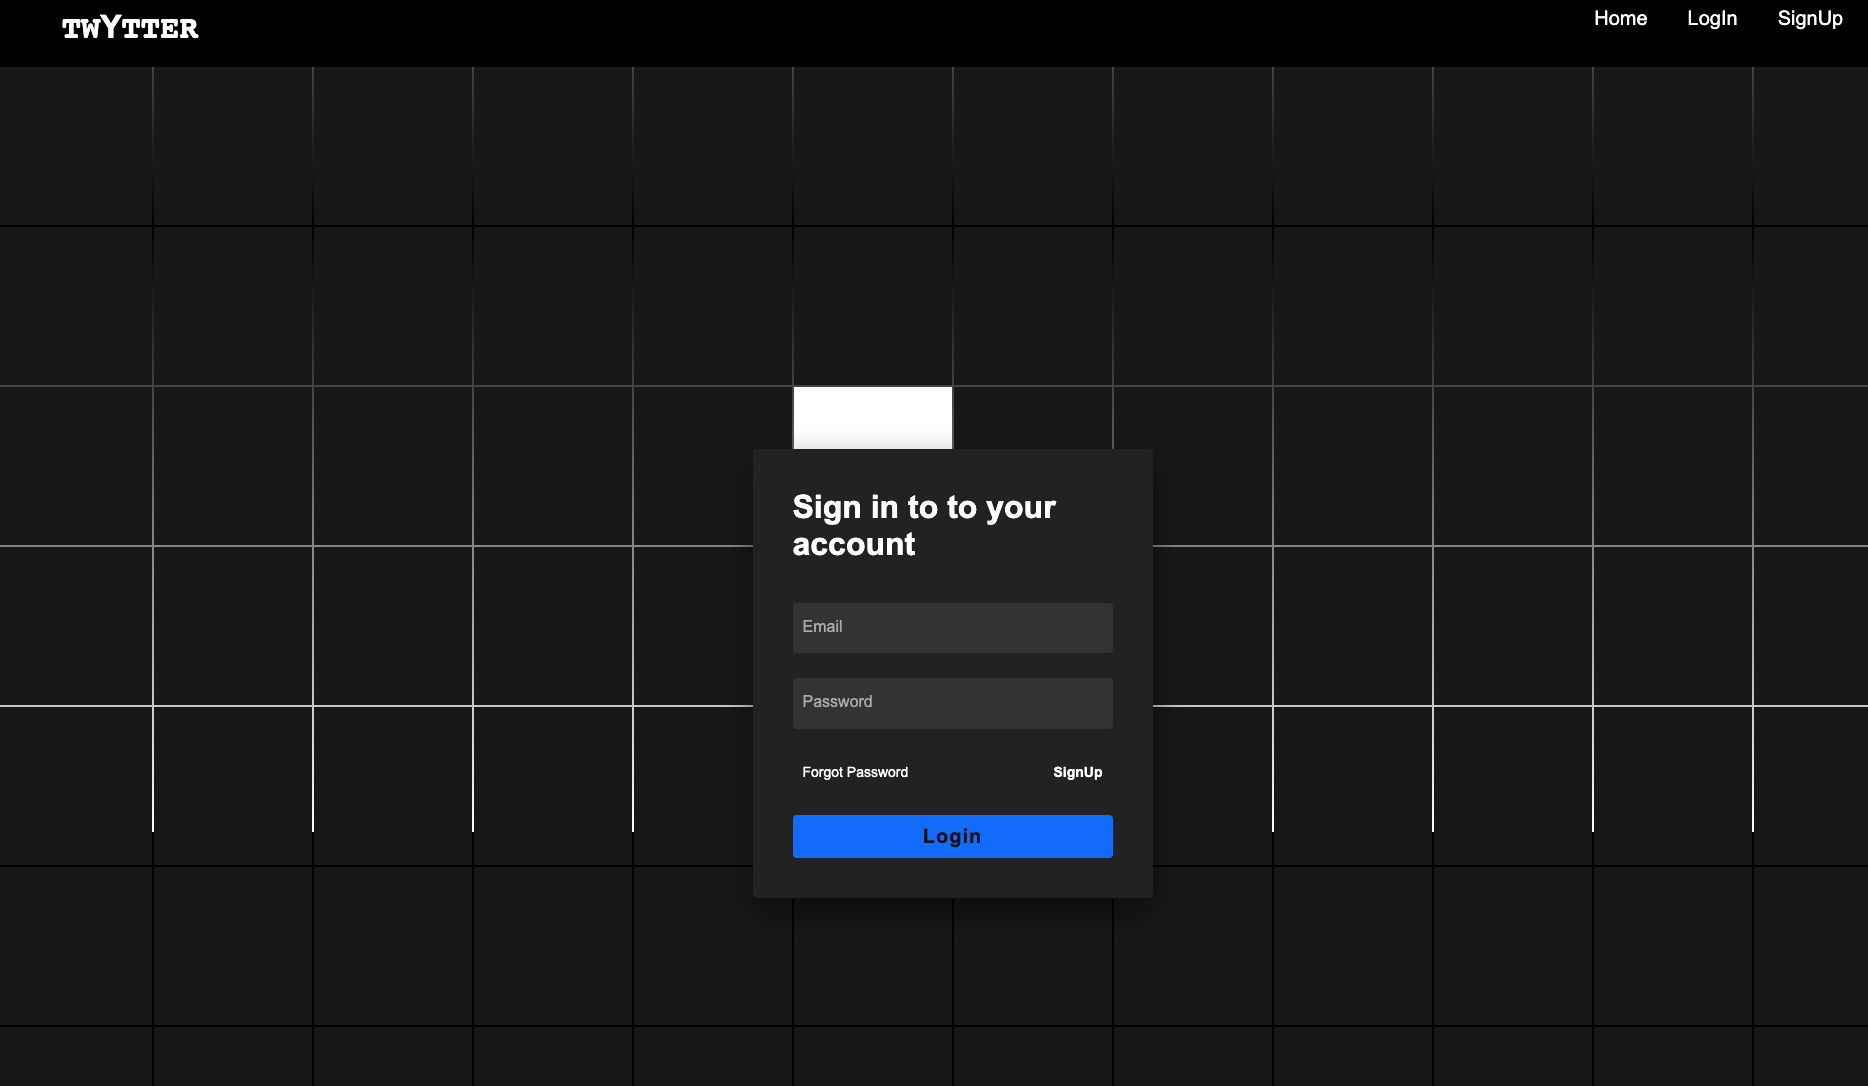 TWYTTER
Home LogIn SignUp
Sign in to to your
account
Email
Password
Forgot Password SignUp
Login